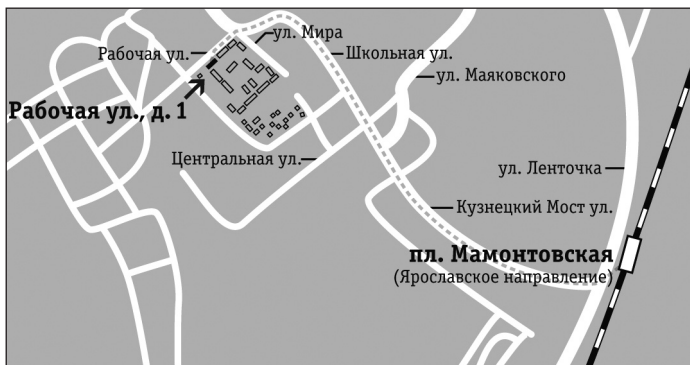 ул. Мира
Рабочая ул.
Школьная ул.
ул. Маяковского
Рабочая ул., д. 1
Центральная ул.
ул. Ленточка
Кузнецкий Мост ул.
пл. Мамонтовская
(Ярославское направление)